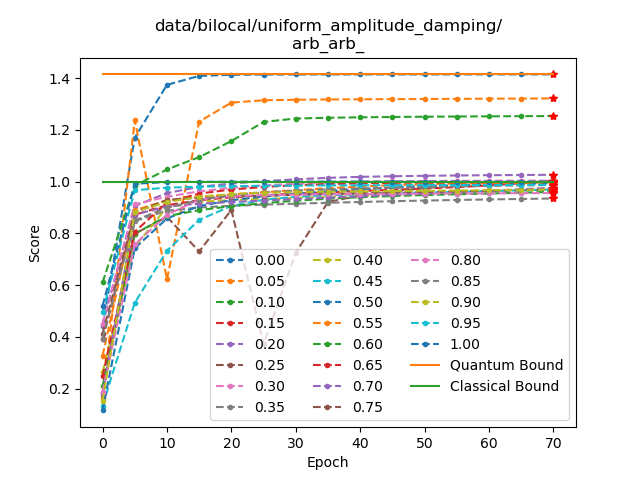 data/bilocal/uniform_amplitude_damping/
arb_arb_
Score
1.4
1.2
1.0
0.8
0.6
0.4
0.2
0.00 0.40 0.80
0.05 0.45 0.85
0.10 0.50 0.90
0.15 0.55 0.95
0.20 0.60 1.00
0.25 0.65 Quantum Bound
0.30 0.70 Classical Bound
0.35 0.75
0 10 20 30 40 50 60 70
Epoch